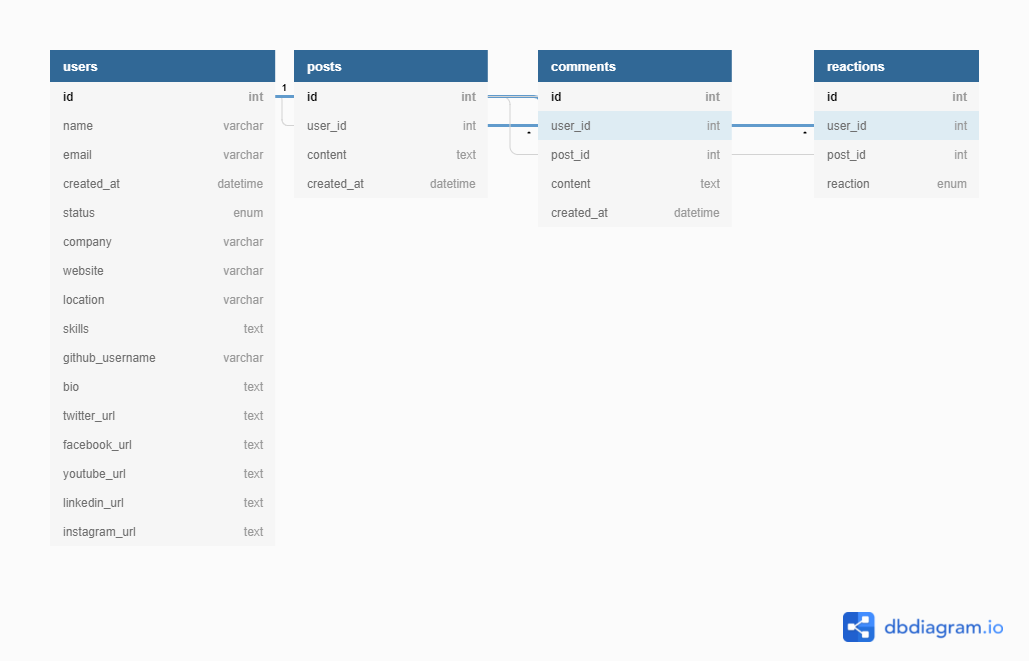 users
id int
name varchar
email varchar
created_at datetime
status enum
company varchar
website varchar
location varchar
skills text
github_username varchar
bio text
twitter_url text
facebook_url text
youtube_url text
linkedin_url text
instagram_url text
1
posts
id int
user_id int
content text
created_at datetime
*
comments
id int
user_id int
post_id int
content text
created_at datetime
*
reactions
id int
user_id int
post_id int
reaction enum
dbdiagram.io